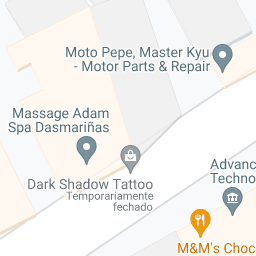 Moto Pepe, Master Kyu
- Motor Parts & Repair
Massage Adam
Spa Dasmariñas
Dark Shadow Tattoo
Temporariamente
fechado
Advanc
Techno
M&M's Choc